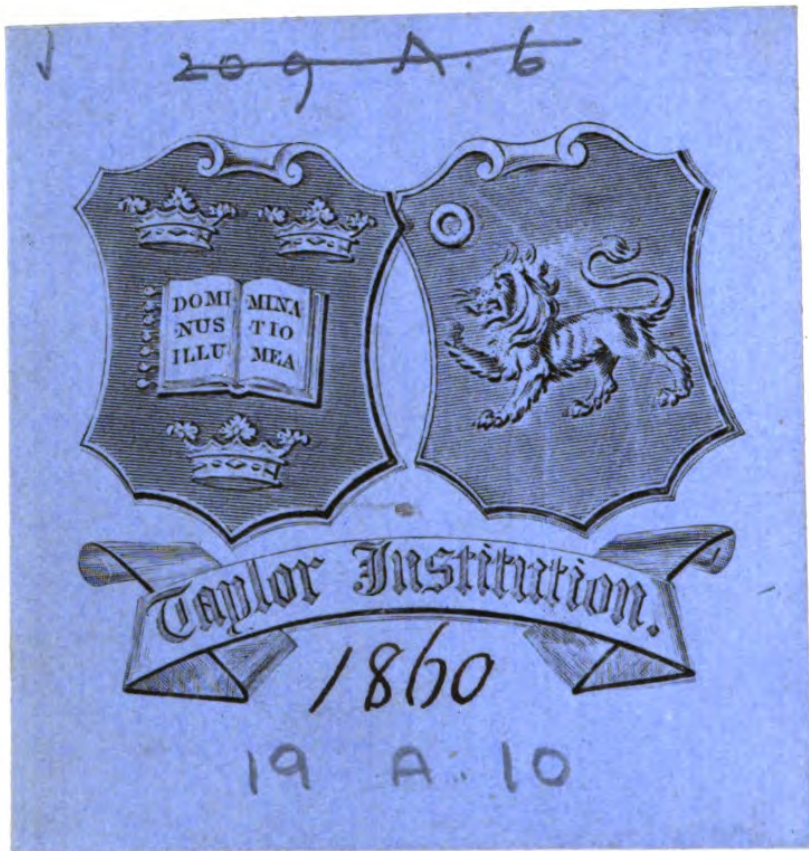 209 A. 6
DOMI MINA
NUS TIO
ILLU MEA
Taylor Institution.
1860
19 A. 10